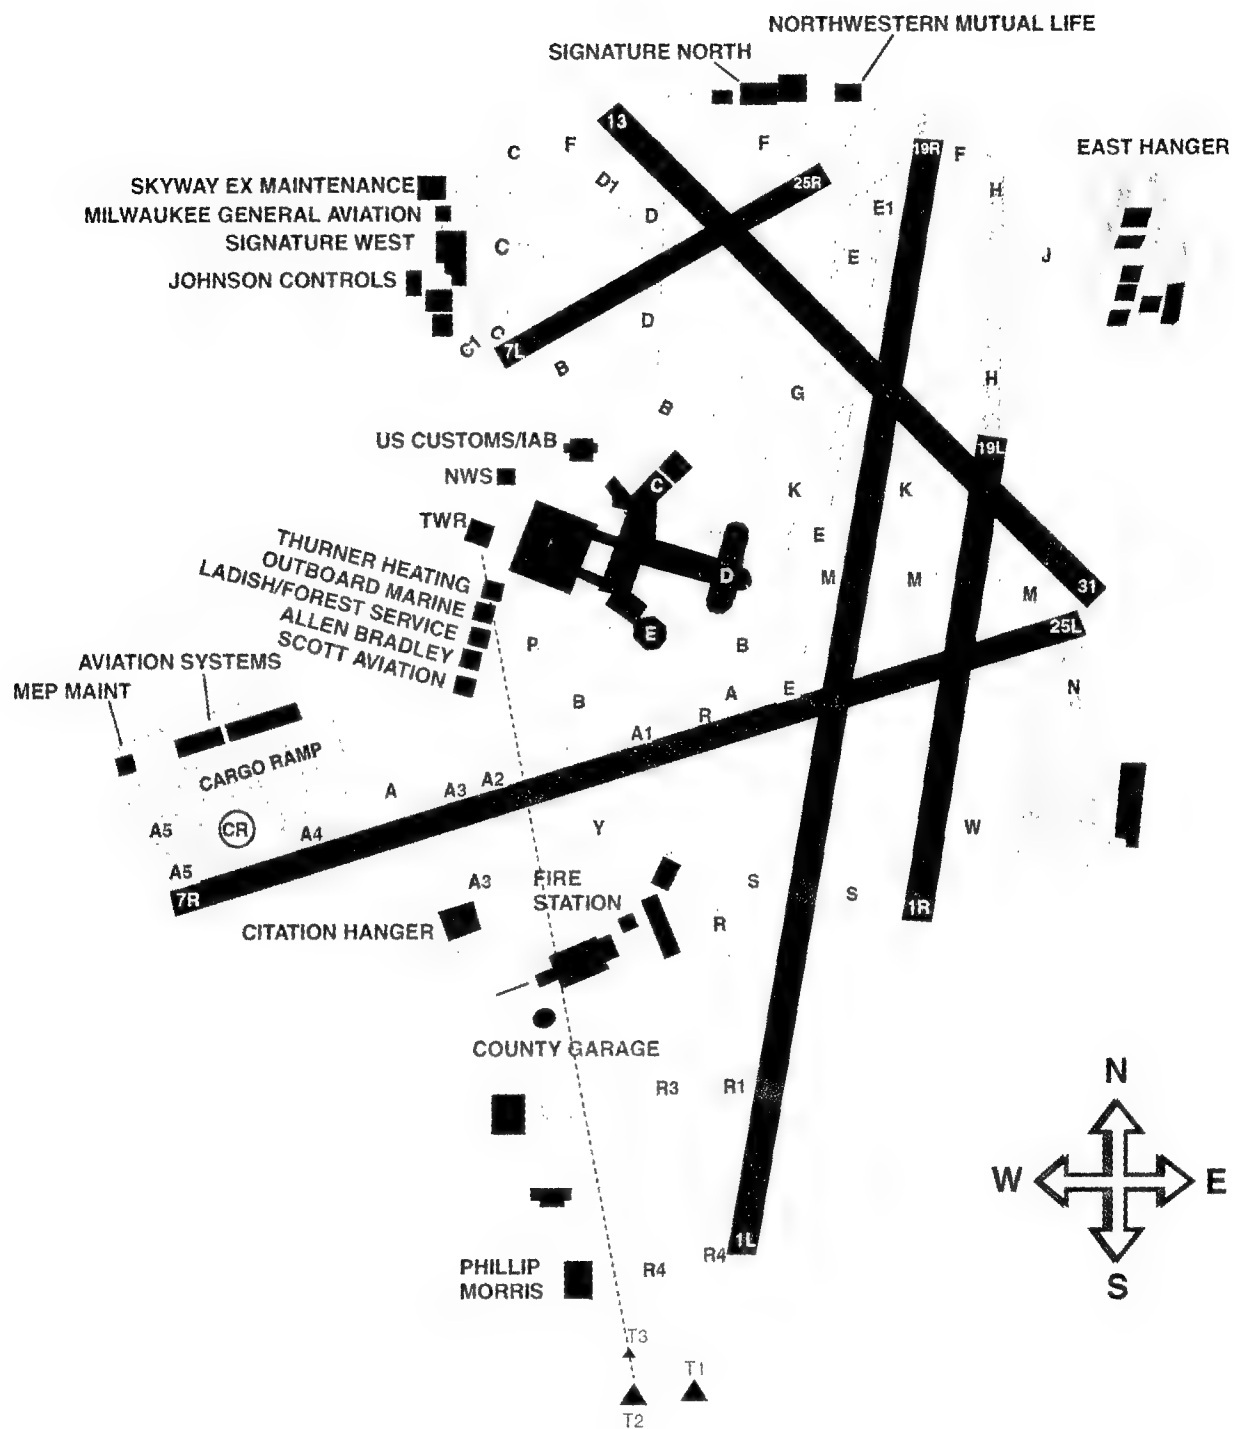 NORTHWESTERN MUTUAL LIFE
SIGNATURE NORTH
13
C
F
F
19R
F
EAST HANGER
SKYWAY EX MAINTENANCE
D1
25R
H
MILWAUKEE GENERAL AVIATION
D
E1
SIGNATURE WEST
C
E
J
JOHNSON CONTROLS
D
C
C1
7L
B
H
G
B
US CUSTOMS/IAB
19L
NWS
C
K
K
TWR
E
THURNER HEATING
OUTBOARD MARINE
LADISH/FOREST SERVICE
ALLEN BRADLEY
SCOTT AVIATION
D
M
M
M
31
25L
E
P
B
AVIATION SYSTEMS
MEP MAINT
B
A
E
N
R
A1
CARGO RAMP
A
A3
A2
A5
CR
A4
Y
W
A5
7R
A3
FIRE
STATION
S
S
1R
CITATION HANGER
R
COUNTY GARAGE
R3
R1
N
W
E
S
1L
R4
R4
PHILLIP
MORRIS
T3
T1
T2